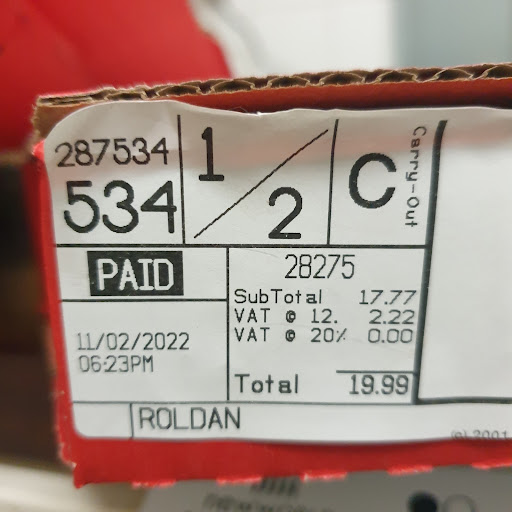 287534
534
1/2
C
Carry-Out
PAID
11/02/2022
06:23PM
28275
SubTotal 17.77
VAT @ 12. 2.22
VAT @ 20% 0.00
Total 19.99
ROLDAN
(c) 2001